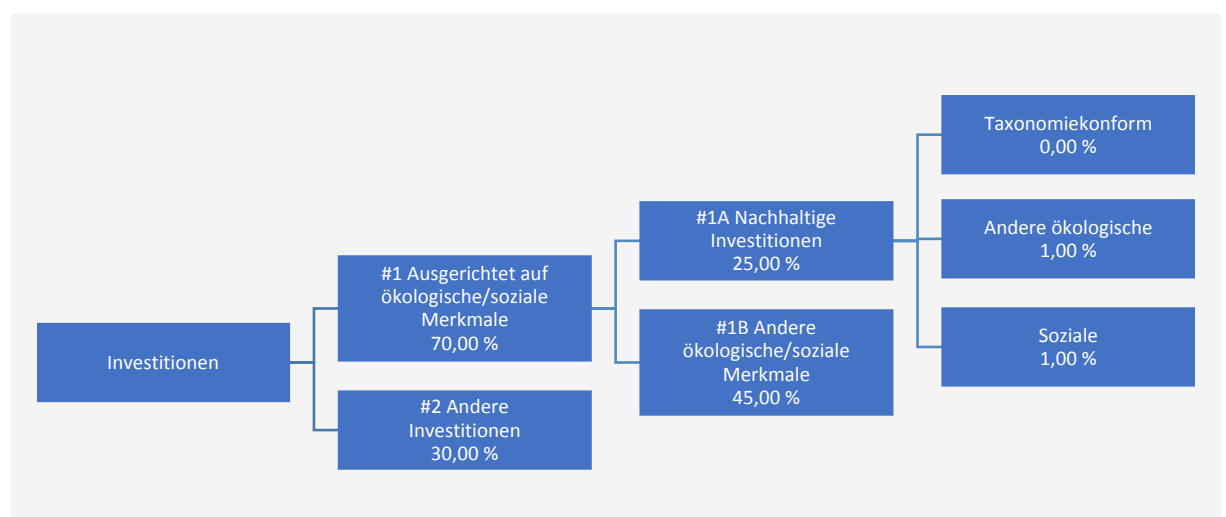 Investitionen
#1 Ausgerichtet auf
ökologische/soziale
Merkmale
70,00 %
#2 Andere
Investitionen
30,00 %
#1A Nachhaltige
Investitionen
25,00 %
#1B Andere
ökologische/soziale
Merkmale
45,00 %
Taxonomiekonform
0,00 %
Andere ökologische
1,00 %
Soziale
1,00 %